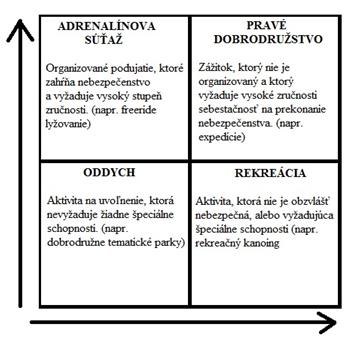 ADRENALÍNOVA
SÚŤAŽ
Organizované podujatie, ktoré
zahŕňa nebezpečenstvo
a vyžaduje vysoký stupeň
zručnosti. (napr. freeride
lyžovanie)
PRAVÉ
DOBRODRUŽSTVO
Zážitok, ktorý nie je
organizovaný a ktorý
vyžaduje vysoké zručnosti
sebestačnosť na prekonanie
nebezpečenstva. (napr.
expedície)
ODDYCH
Aktivita na uvoľnenie, ktorá
nevyžaduje žiadne špeciálne
schopnosti. (napr.
dobrodružne tematické parky)
REKREÁCIA
Aktivita, ktorá nie je obzvlášť
nebezpečná, alebo vyžadujúca
špeciálne schopnosti (napr.
rekreačný kanoing